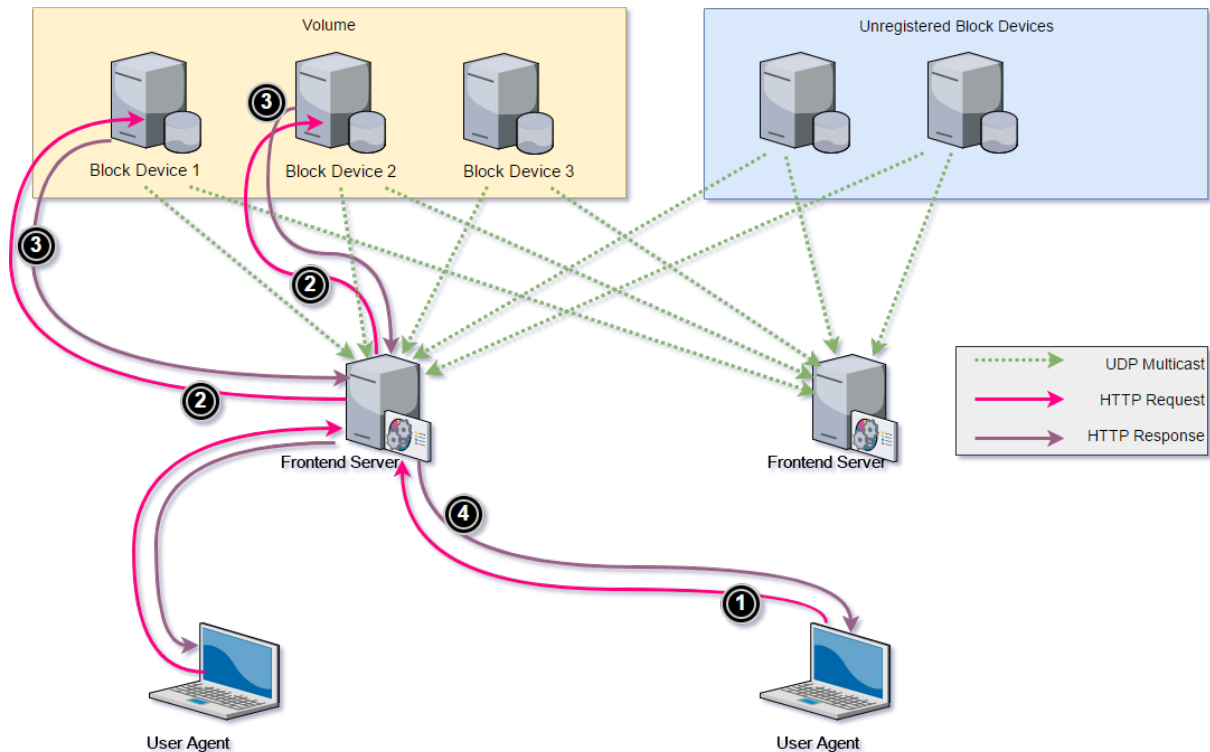 Volume
Unregistered Block Devices
3
Block Device 1
Block Device 2
Block Device 3
3
2
2
UDP Multicast
HTTP Request
HTTP Response
Frontend Server
Frontend Server
4
1
User Agent
User Agent